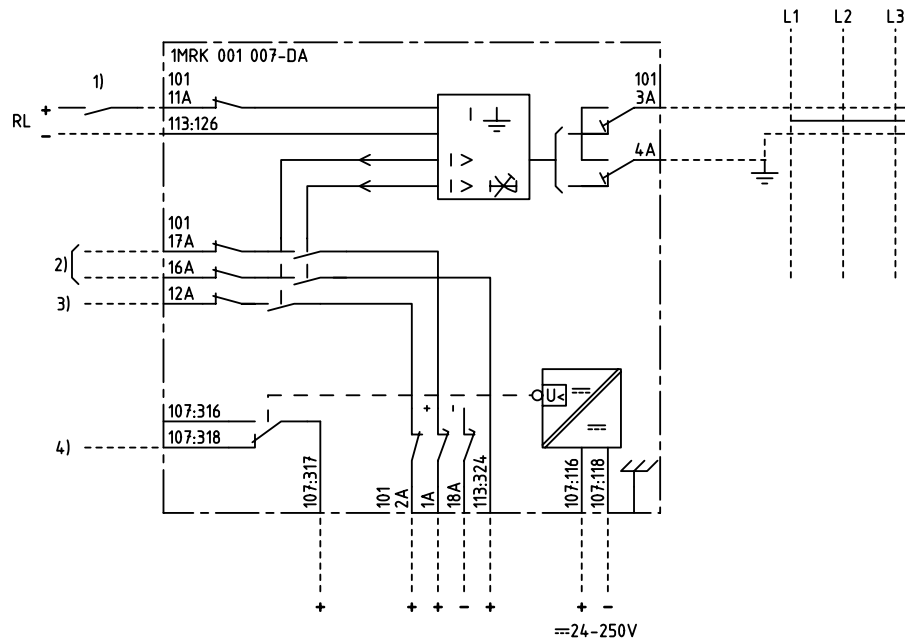 L1 L2 L3
1MRK 001 007-DA
1)
101
11A
101
3A
RL + -
113:126
I
4A
I >
I >
101
17A
2)
16A
3)
12A
U<
+ -
107:316
4)
107:318
107:317
101
2A
1A
18A
113:324
107:116
107:118
+ + + - + + -
24-250V